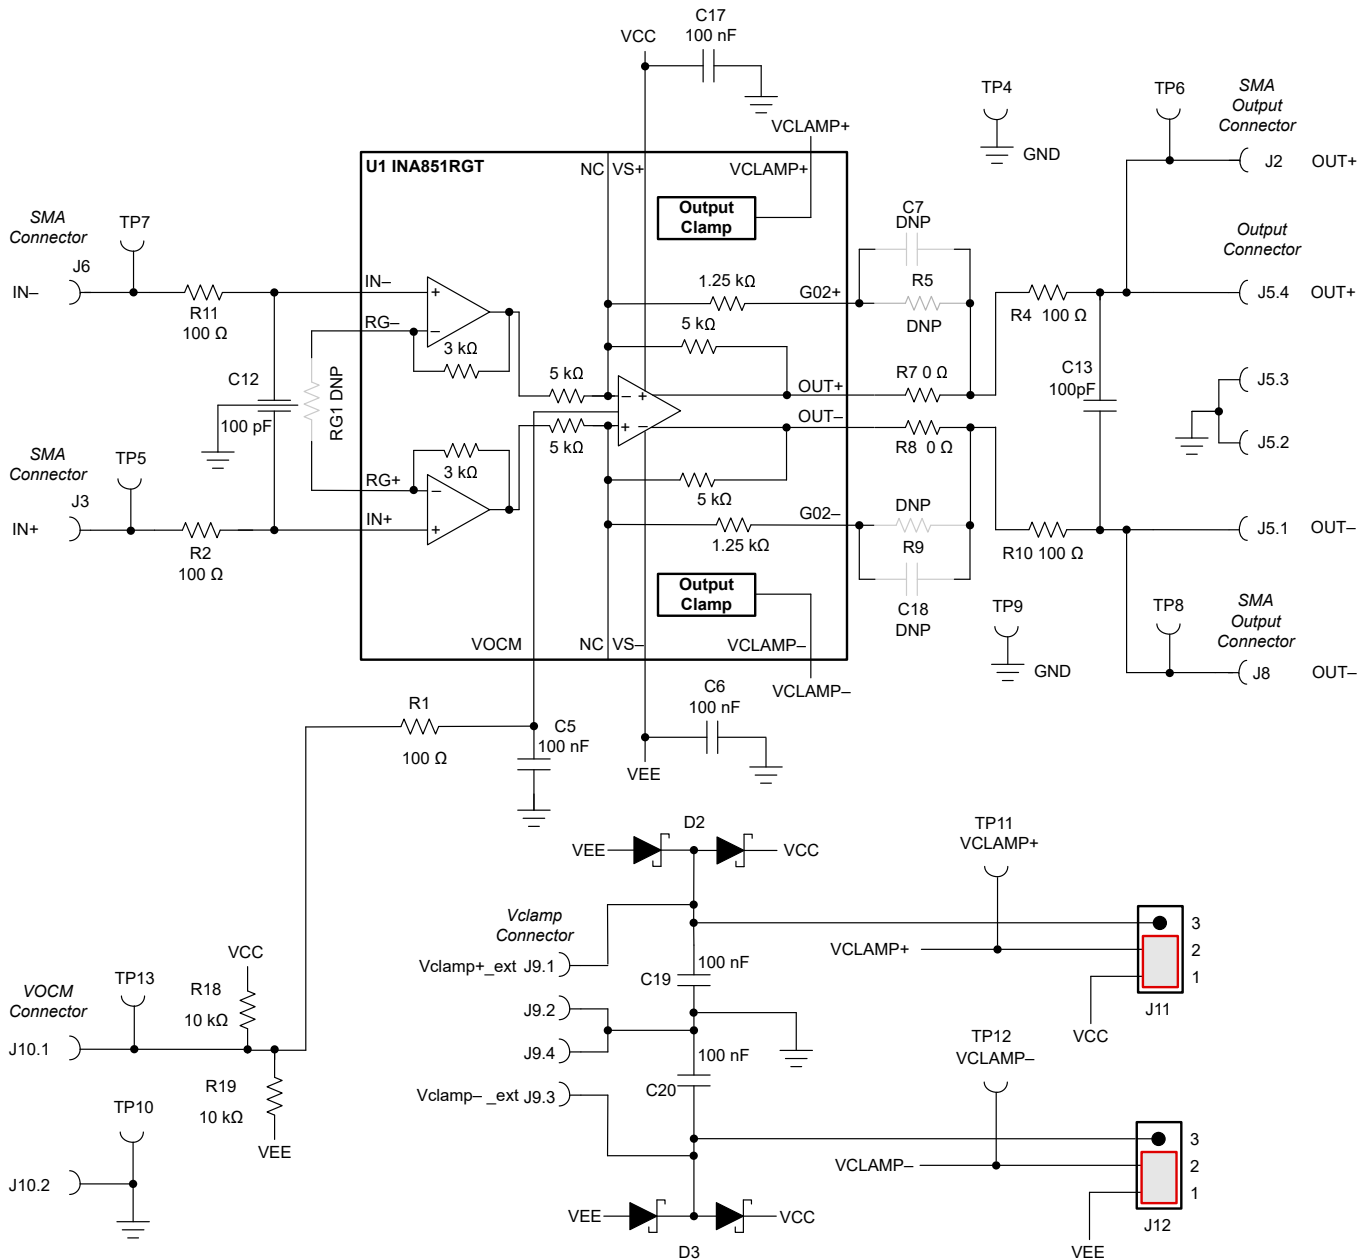 C17
100 nF
VCC
VCLAMP+
TP4
GND
TP6
SMA
Output
Connector
J2 OUT+
U1 INA851RGT
NC VS+
VCLAMP+
Output
Clamp
C7
DNP
SMA
Connector
TP7
J6
IN–
R11
100 Ω
IN–
RG–
3 kΩ
1.25 kΩ
G02+
R5
DNP
5 kΩ
R4 100 Ω
Output
Connector
J5.4 OUT+
C12
100 pF
RG1 DNP
5 kΩ
5 kΩ
OUT+
OUT–
R7 0 Ω
R8 0 Ω
C13
100pF
J5.3
J5.2
SMA
Connector
TP5
J3
IN+
R2
100 Ω
3 kΩ
RG+
IN+
5 kΩ
G02–
1.25 kΩ
DNP
R9
R10 100 Ω
J5.1 OUT–
Output
Clamp
C18
DNP
TP9
GND
TP8
SMA
Output
Connector
J8 OUT–
VOCM
NC VS–
VCLAMP–
VCLAMP–
R1
100 Ω
C5
100 nF
C6
100 nF
VEE
D2
VEE
VCC
TP11
VCLAMP+
Vclamp
Connector
Vclamp+_ext J9.1
100 nF
C19
VCLAMP+
3
2
1
J11
VCC
J9.2
J9.4
100 nF
C20
Vclamp– _ext J9.3
TP12
VCLAMP–
VCLAMP–
3
2
1
J12
VEE
VEE
VCC
D3
VOCM
Connector
TP13
J10.1
VCC
R18
10 kΩ
R19
10 kΩ
VEE
TP10
J10.2